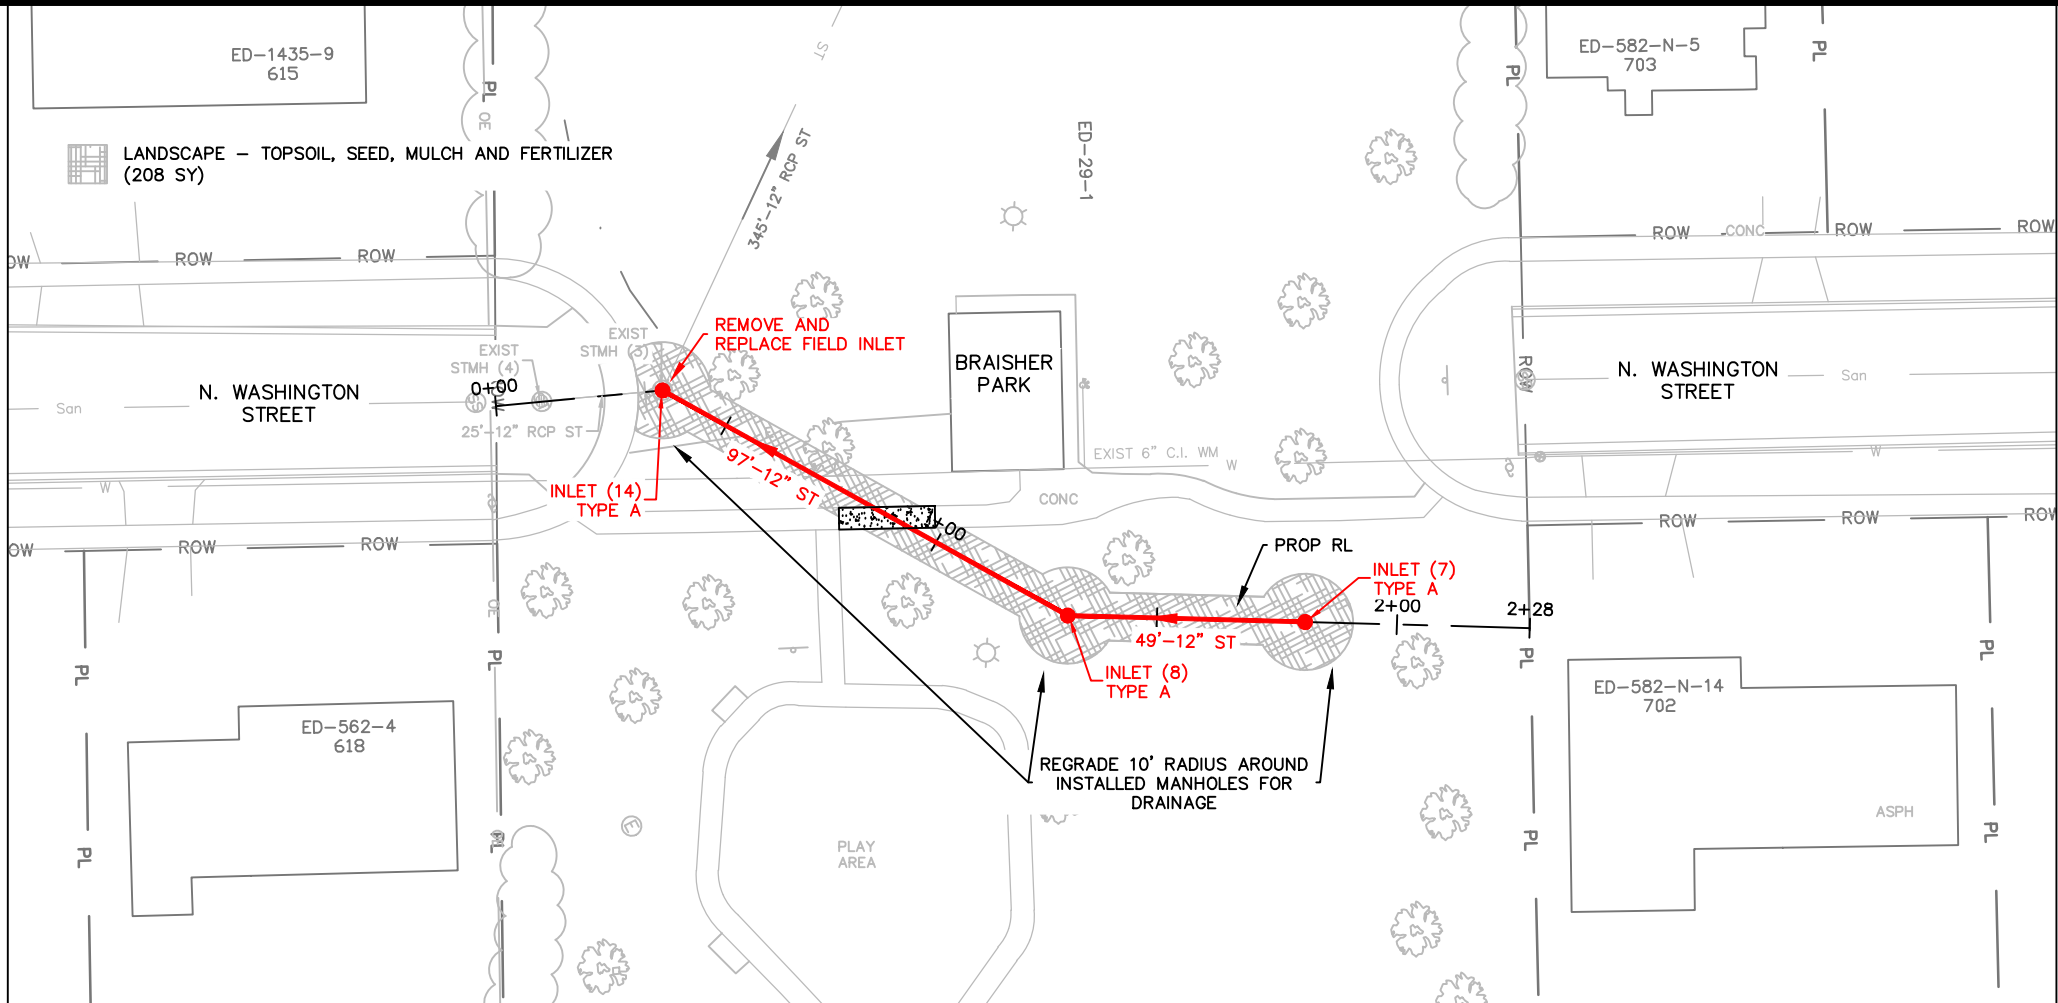 ED-1435-9
615
PL
OE
LANDSCAPE - TOPSOIL, SEED, MULCH AND FERTILIZER
(208 SY)
ST
345'-12" RCP ST
ED-29-1
ED-582-N-5
703
PL
PL
OW
ROW
ROW
ROW
CONC
ROW
ROW
EXIST
STMH (3)
EXIST
STMH (4)
0+00
REMOVE AND
REPLACE FIELD INLET
BRAISHER
PARK
N. WASHINGTON
STREET
San
25'-12" RCP ST
ROW
N. WASHINGTON
STREET
San
97'-12" ST
EXIST 6" C.I. WM
W
W
W
INLET (14)
TYPE A
CONC
1+00
OW
ROW
ROW
ROW
ROW
ROW
PROP RL
INLET (7)
TYPE A
2+00
2+28
OE
49'-12" ST
INLET (8)
TYPE A
PL
PL
PL
PL
ED-562-4
618
ED-582-N-14
702
REGRADE 10' RADIUS AROUND
INSTALLED MANHOLES FOR
DRAINAGE
E
PLAY
AREA
ASPH
PL
PL
PL
PL